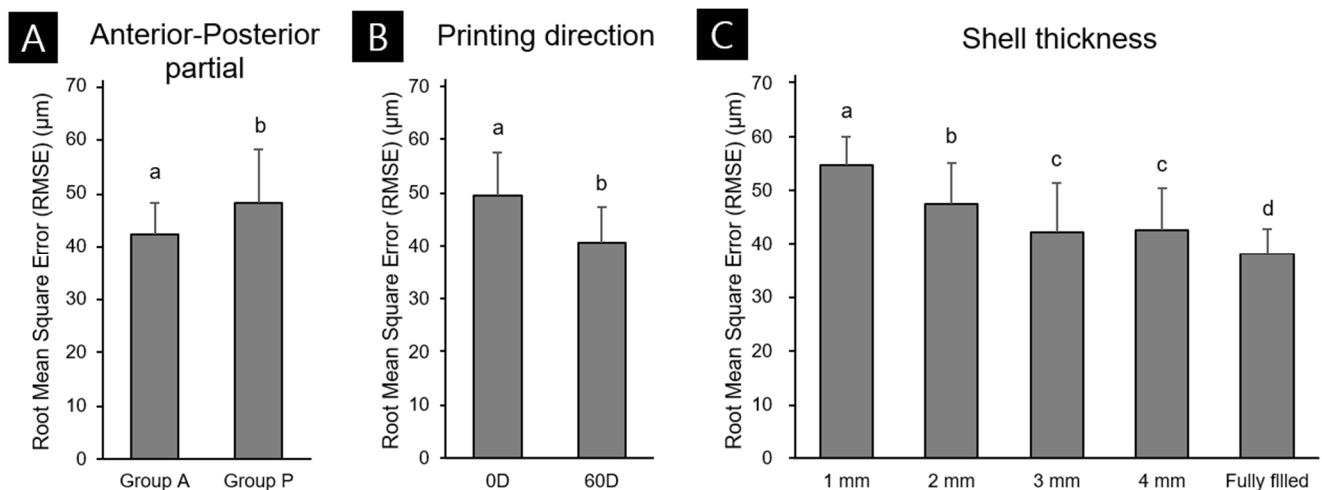 A
Anterior-Posterior
partial
Root Mean Square Error (RMSE) (μm)
70
60
50
40
30
20
10
0
a
b
Group A
Group P
B
Printing direction
Root Mean Square Error (RMSE) (μm)
70
60
50
40
30
20
10
0
a
b
0D
60D
C
Shell thickness
Root Mean Square Error (RMSE) (μm)
70
60
50
40
30
20
10
0
a
b
c
c
d
1 mm
2 mm
3 mm
4 mm
Fully fllled